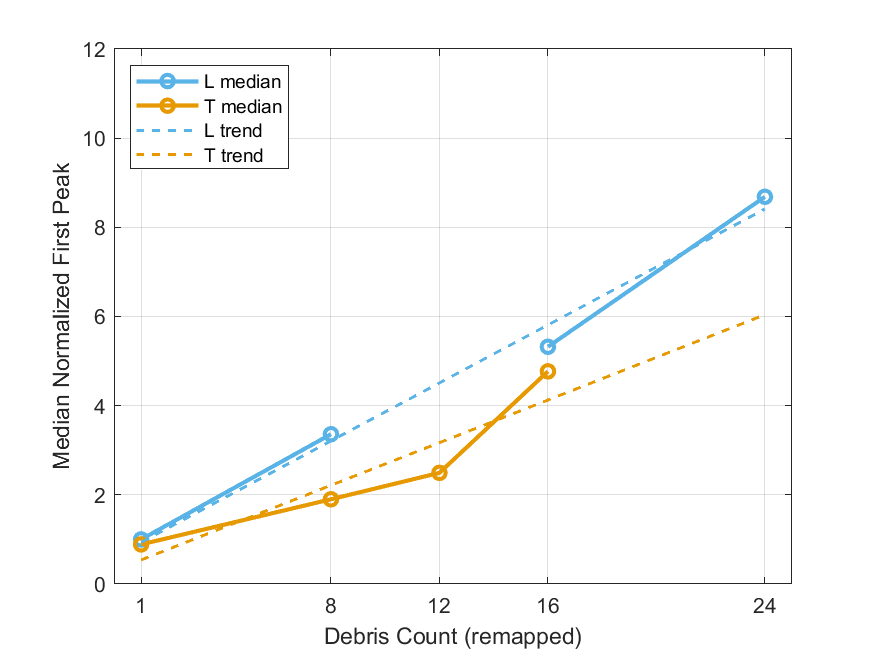 12
10
8
6
4
2
0
Median Normalized First Peak
L median
T median
L trend
T trend
1 8 12 16 24
Debris Count (remapped)